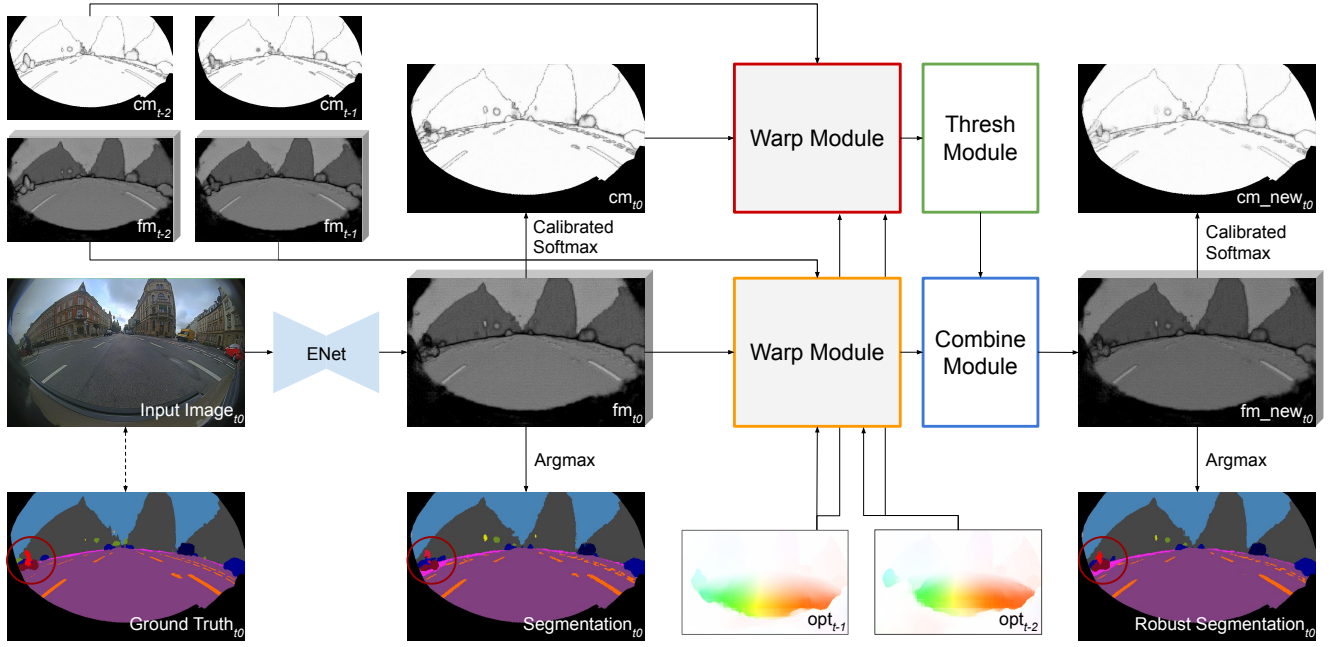 cm_t-2
cm_t-1
cm_t0
Warp Module
Thresh
Module
cm_new_t0
fm_t-2
fm_t-1
Calibrated
Softmax
Calibrated
Softmax
Input Image_t0
ENet
fm_t0
Warp Module
Combine
Module
fm_new_t0
Argmax
Argmax
Ground Truth_t0
Segmentation_t0
opt_t-1
opt_t-2
Robust Segmentation_t0